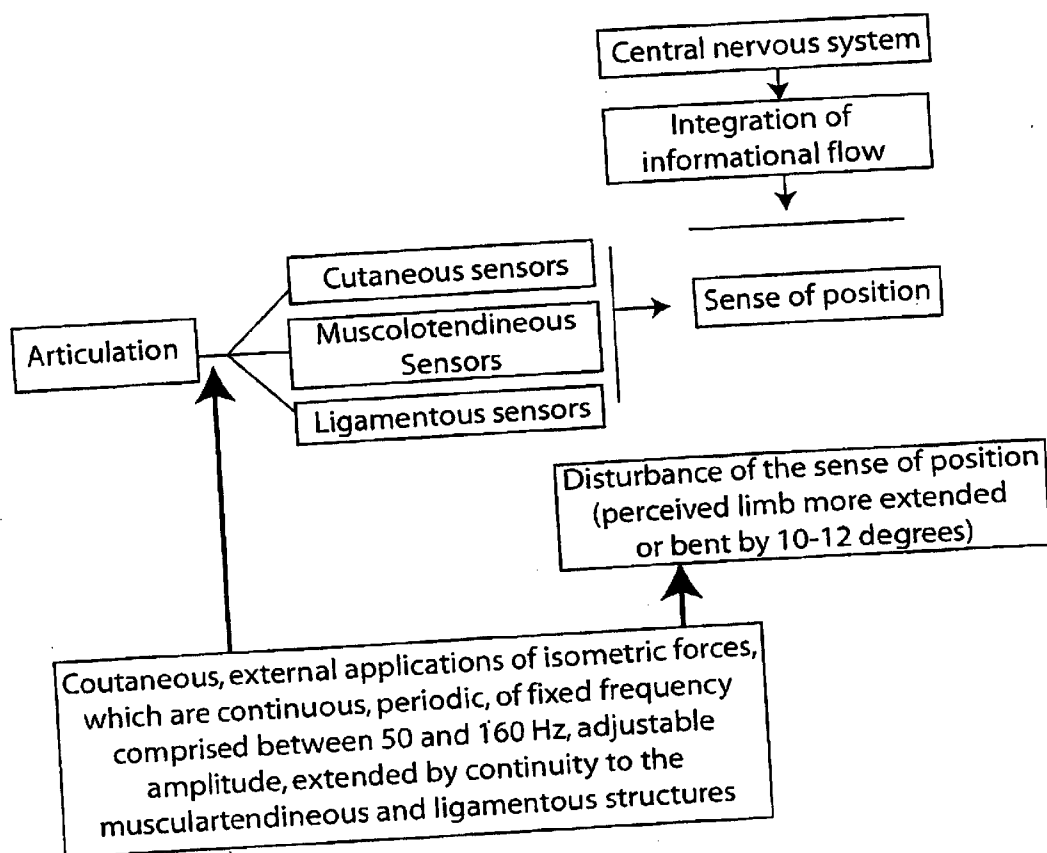 Central nervous system
Integration of
informational flow
Cutaneous sensors
Muscolotendineous
Sensors
Ligamentous sensors
Articulation
Sense of position
Disturbance of the sense of position
(perceived limb more extended
or bent by 10-12 degrees)
Coutaneous, external applications of isometric forces,
which are continuous, periodic, of fixed frequency
comprised between 50 and 160 Hz, adjustable
amplitude, extended by continuity to the
musculartendineous and ligamentous structures